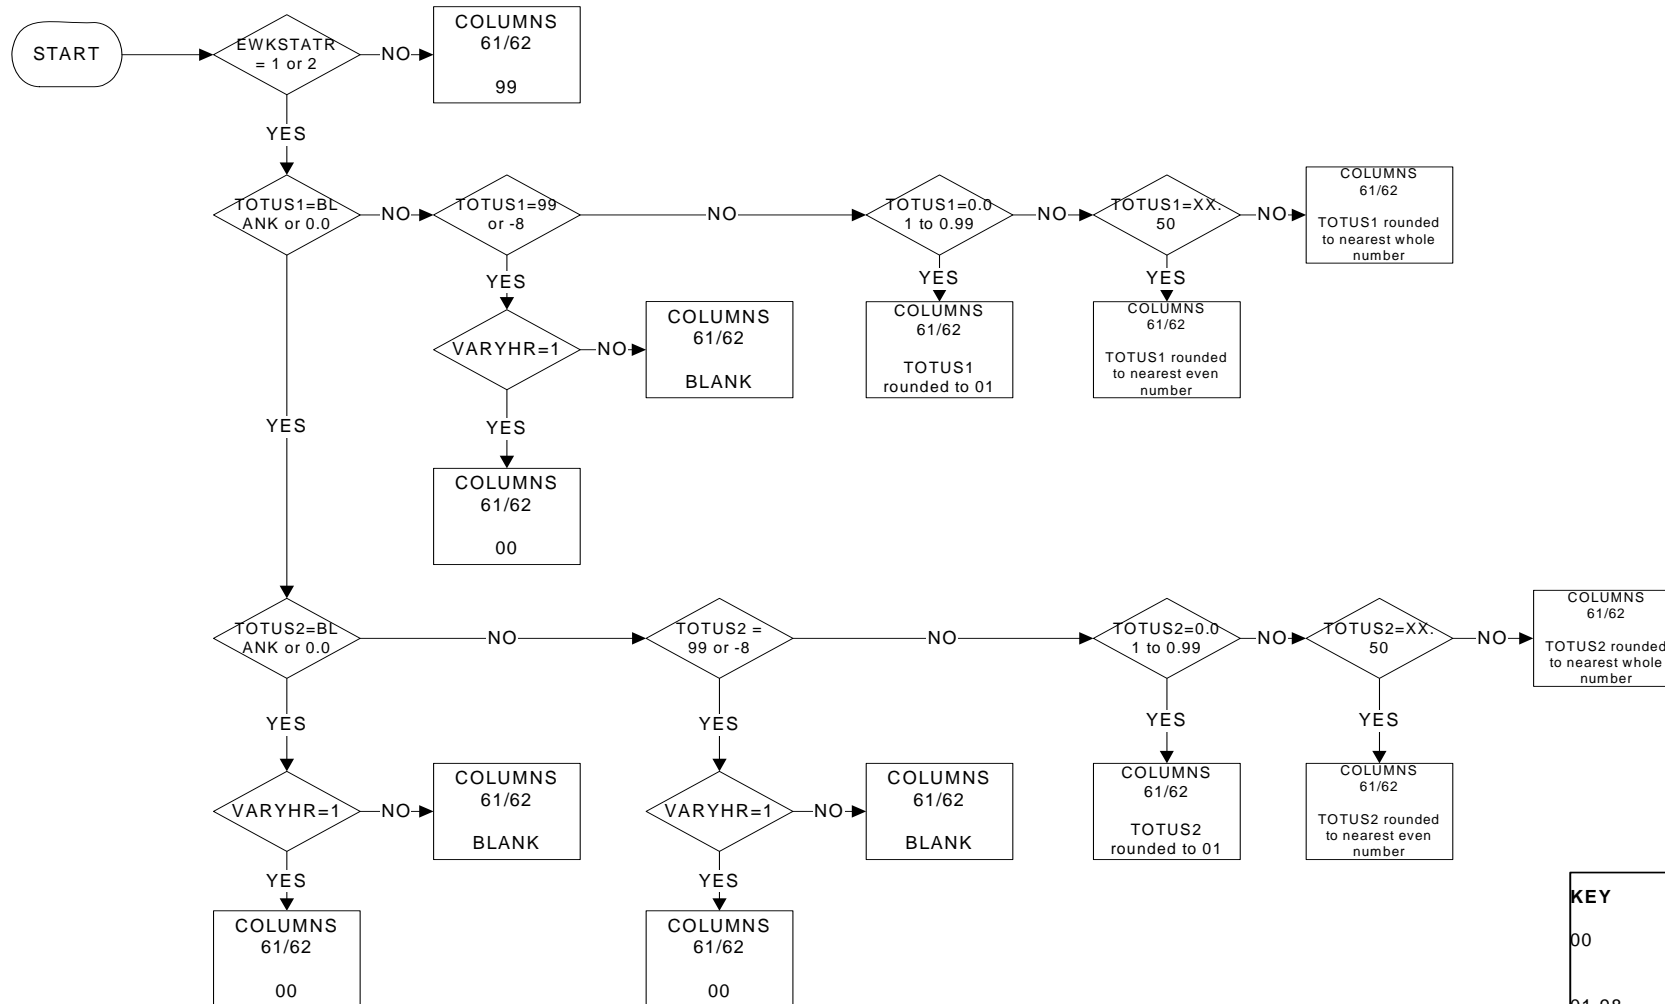 START
EWKSTATR
= 1 or 2
NO
COLUMNS
61/62
99
YES
TOTUS1=BL
ANK or 0.0
NO
TOTUS1=99
or -8
NO
TOTUS1=0.0
1 to 0.99
NO
TOTUS1=XX.
50
NO
COLUMNS
61/62
TOTUS1 rounded
to nearest whole
number
YES
VARYHR=1
NO
COLUMNS
61/62
BLANK
YES
COLUMNS
61/62
TOTUS1
rounded to 01
YES
COLUMNS
61/62
TOTUS1 rounded
to nearest even
number
YES
COLUMNS
61/62
00
YES
TOTUS2=BL
ANK or 0.0
NO
TOTUS2 =
99 or -8
NO
TOTUS2=0.0
1 to 0.99
NO
TOTUS2=XX.
50
NO
COLUMNS
61/62
TOTUS2 rounded
to nearest whole
number
YES
VARYHR=1
NO
COLUMNS
61/62
BLANK
YES
VARYHR=1
NO
COLUMNS
61/62
BLANK
YES
COLUMNS
61/62
TOTUS2
rounded to 01
YES
COLUMNS
61/62
TOTUS2 rounded
to nearest even
number
YES
COLUMNS
61/62
00
YES
COLUMNS
61/62
00
KEY
00
01-98